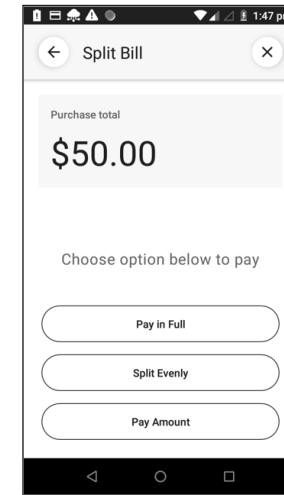 1:47 p
Split Bill
Purchase total
$50.00
Choose option below to pay
Pay in Full
Split Evenly
Pay Amount